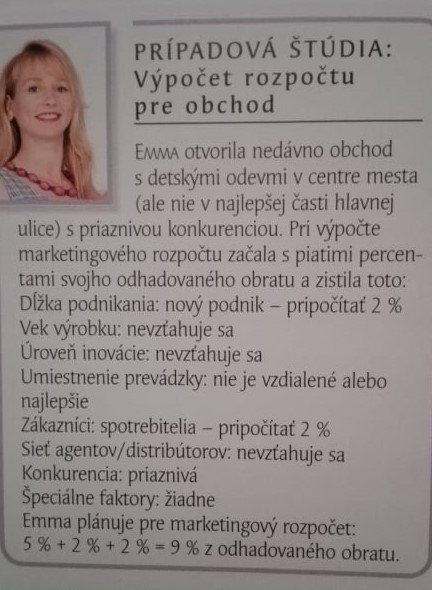 PRÍPADOVÁ ŠTÚDIA:
Výpočet rozpočtu
pre obchod
EMMA otvorila nedávno obchod
s detskými odevmi v centre mesta
(ale nie v najlepšej časti hlavnej
ulice) s priaznivou konkurenciou. Pri výpočte
marketingového rozpočtu začala s piatimi percen-
tami svojho odhadovaného obratu a zistila toto:
Dĺžka podnikania: nový podnik – pripočítať 2 %
Vek výrobku: nevzťahuje sa
Úroveň inovácie: nevzťahuje sa
Umiestnenie prevádzky: nie je vzdialené alebo
najlepšie
Zákazníci: spotrebitelia – pripočítať 2 %
Sieť agentov/distribútorov: nevzťahuje sa
Konkurencia: priaznivá
Špeciálne faktory: žiadne
Emma plánuje pre marketingový rozpočet:
5 % + 2 % + 2 % = 9 % z odhadovaného obratu.